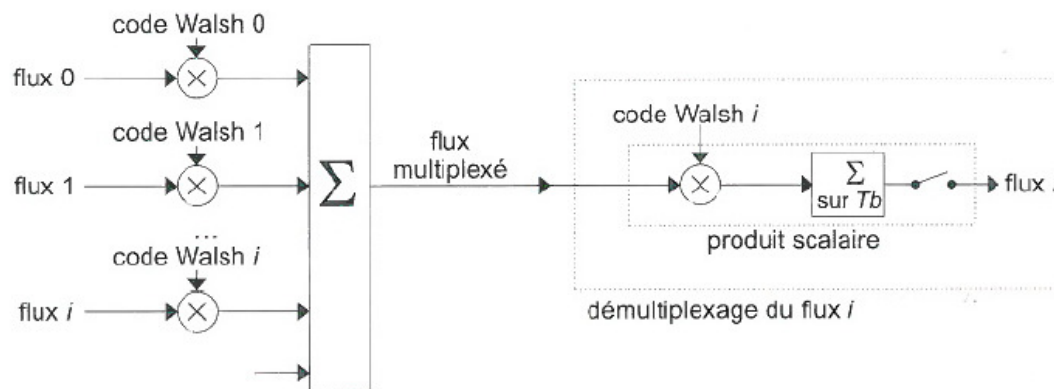 code Walsh 0
flux 0
code Walsh 1
flux 1
...
code Walsh i
flux i
Σ
flux
multiplexé
code Walsh i
Σ
sur Tb
flux
produit scalaire
démultiplexage du flux i